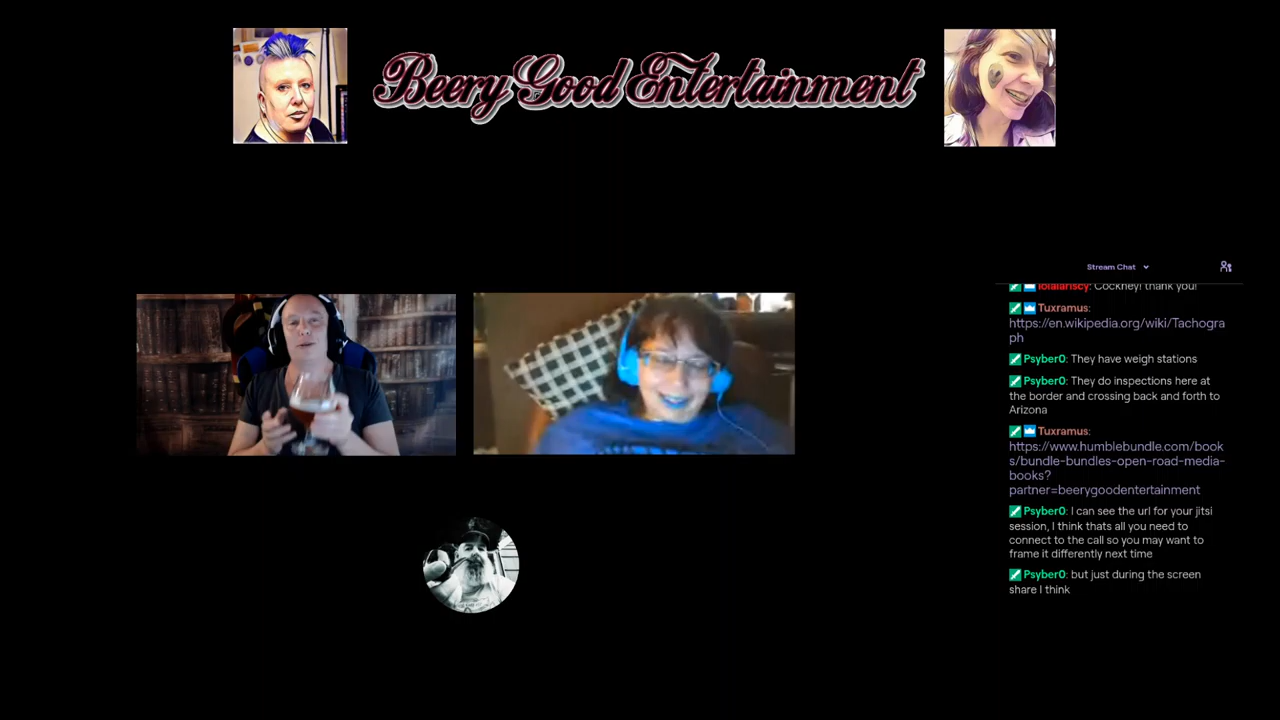 Beery Good Entertainment
Stream Chat
lolalariscy: Cockney! thank you!
Tuxramus:
https://en.wikipedia.org/wiki/Tachogra
ph
Psyber0: They have weigh stations
Psyber0: They do inspections here at
the border and crossing back and forth to
Arizona
Tuxramus:
https://www.humblebundle.com/book
s/bundle-bundles-open-road-media-
books?
partner=beerygoodentertainment
Psyber0: I can see the url for your jitsi
session, I think thats all you need to
connect to the call so you may want to
frame it differently next time
Psyber0: but just during the screen
share I think